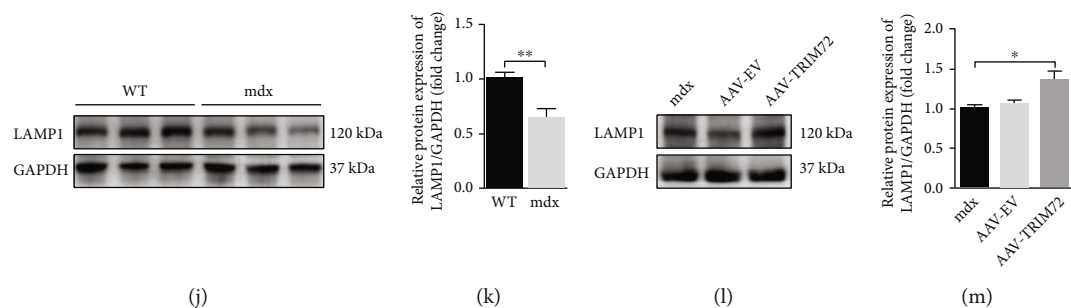 WT mdx
LAMP1 120 kDa
GAPDH 37 kDa
(j)
Relative protein expression of
LAMP1/GAPDH (fold change)
1.5
1.0
0.5
0.0
**
WT mdx
(k)
mdx AAV-EV AAV-TRIM72
LAMP1 120 kDa
GAPDH 37 kDa
(l)
Relative protein expression of
LAMP1/GAPDH (fold change)
2.0
1.5
1.0
0.5
0.0
*
mdx AAV-EV AAV-TRIM72
(m)